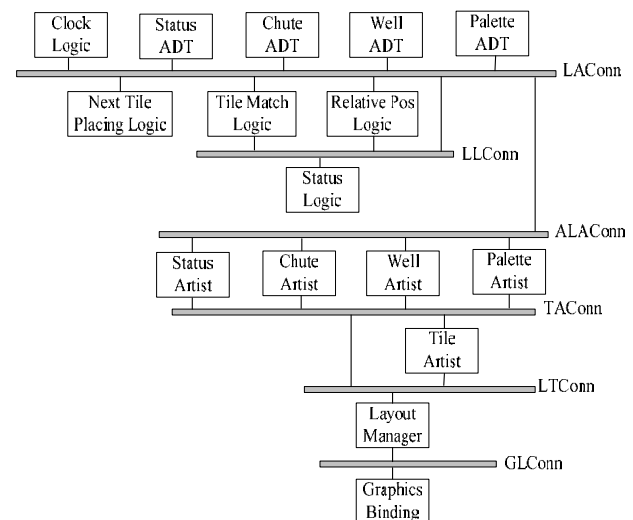 Clock
Logic
Status
ADT
Chute
ADT
Well
ADT
Palette
ADT
LAConn
Next Tile
Placing Logic
Tile Match
Logic
Relative Pos
Logic
LLConn
Status
Logic
ALAConn
Status
Artist
Chute
Artist
Well
Artist
Palette
Artist
TAConn
Tile
Artist
LTConn
Layout
Manager
GLConn
Graphics
Binding